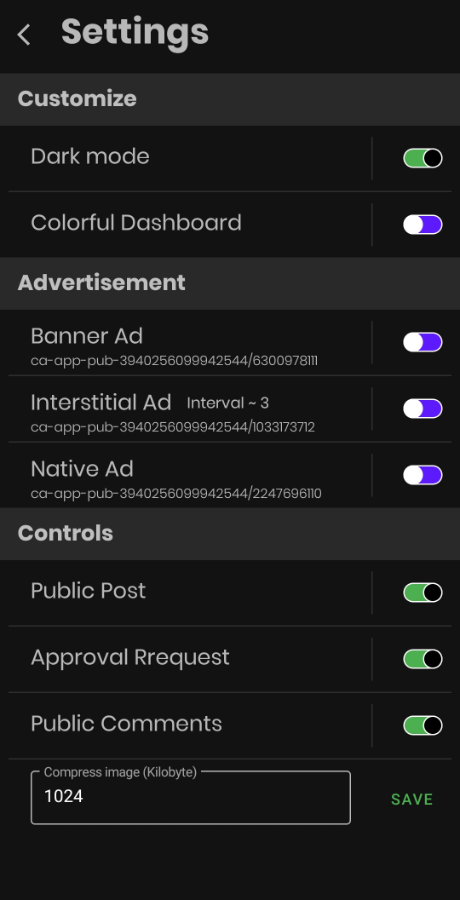 Settings
Customize
Dark mode
Colorful Dashboard
Advertisement
Banner Ad
ca-app-pub-3940256099942544/6300978111
Interstitial Ad Interval ~ 3
ca-app-pub-3940256099942544/1033173712
Native Ad
ca-app-pub-3940256099942544/2247696110
Controls
Public Post
Approval Rrequest
Public Comments
Compress image (Kilobyte)
1024
SAVE